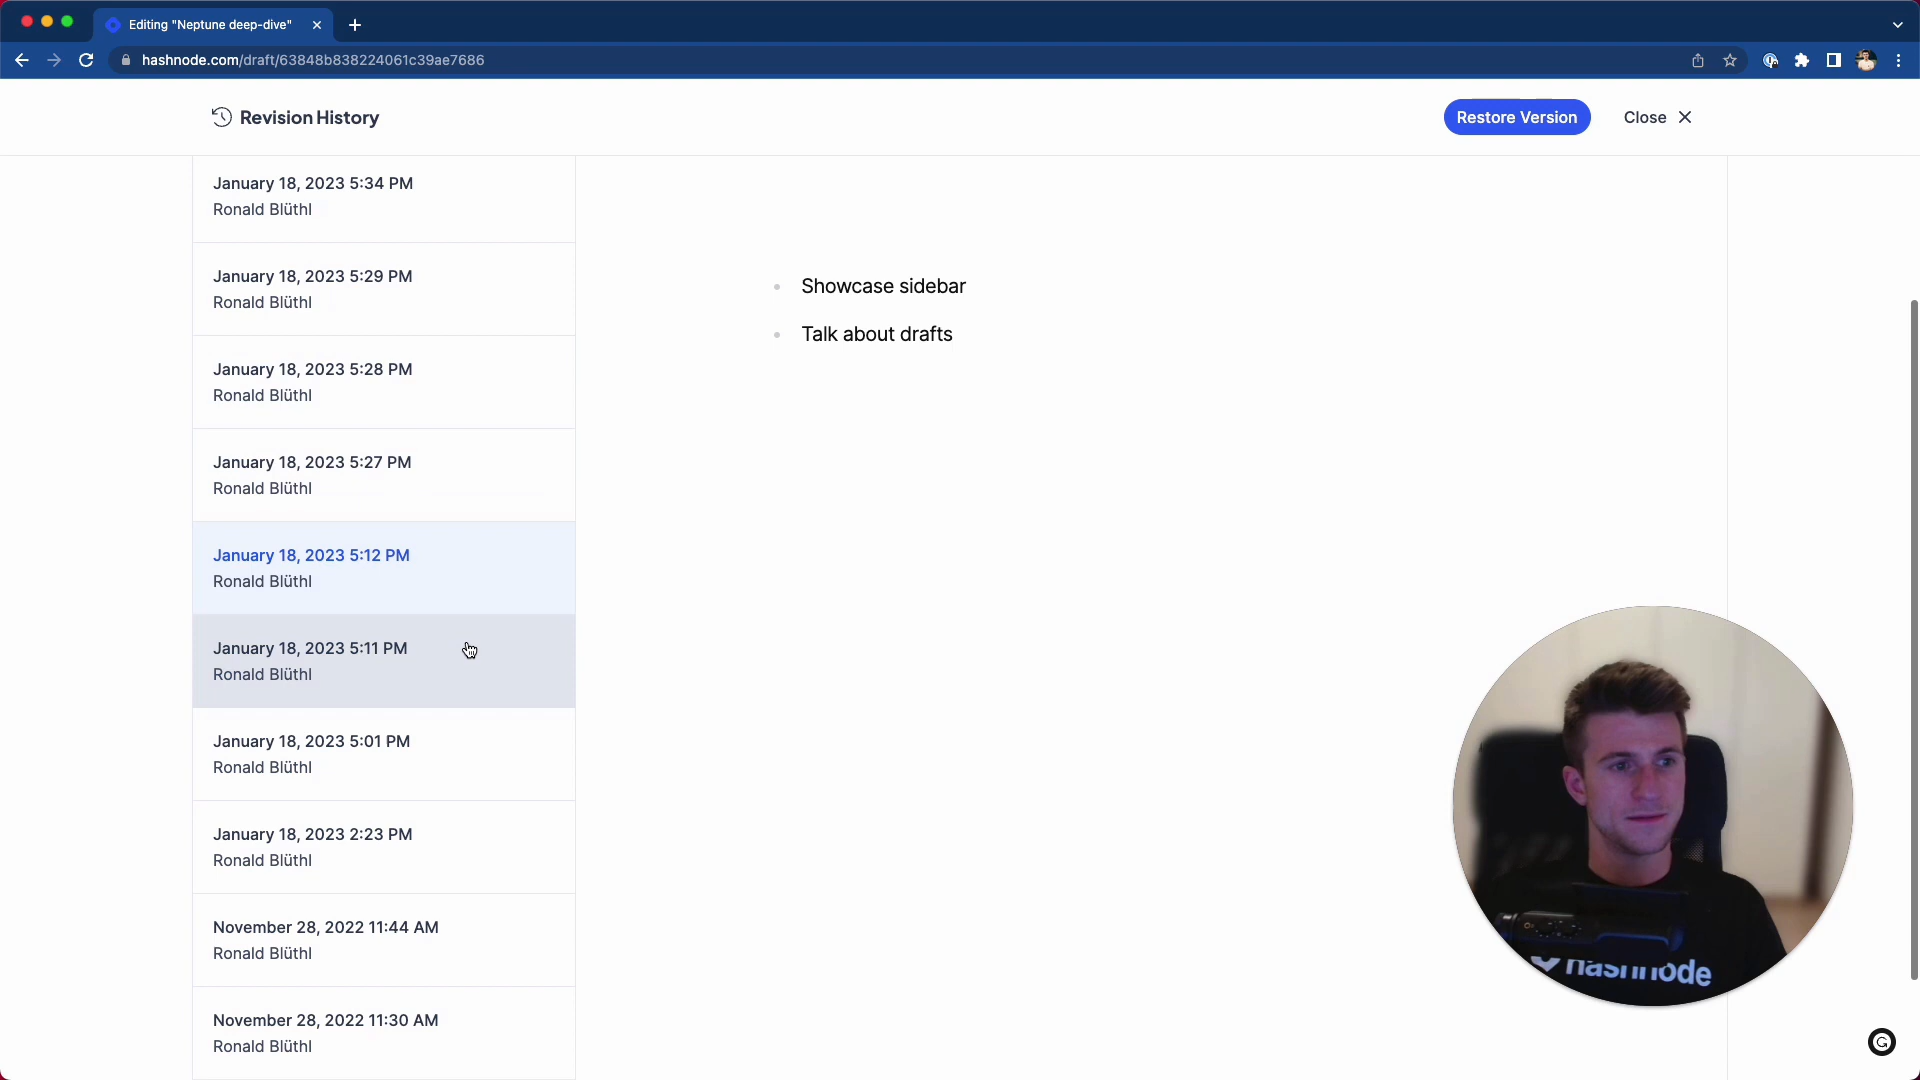 Editing "Neptune deep-dive"
hashnode.com/draft/63848b838224061c39ae7686
Revision History
Restore Version
Close
January 18, 2023 5:34 PM
Ronald Blüthl
January 18, 2023 5:29 PM
Ronald Blüthl
January 18, 2023 5:28 PM
Ronald Blüthl
January 18, 2023 5:27 PM
Ronald Blüthl
January 18, 2023 5:12 PM
Ronald Blüthl
January 18, 2023 5:11 PM
Ronald Blüthl
January 18, 2023 5:01 PM
Ronald Blüthl
January 18, 2023 2:23 PM
Ronald Blüthl
November 28, 2022 11:44 AM
Ronald Blüthl
November 28, 2022 11:30 AM
Ronald Blüthl
Showcase sidebar
Talk about drafts
hashnode